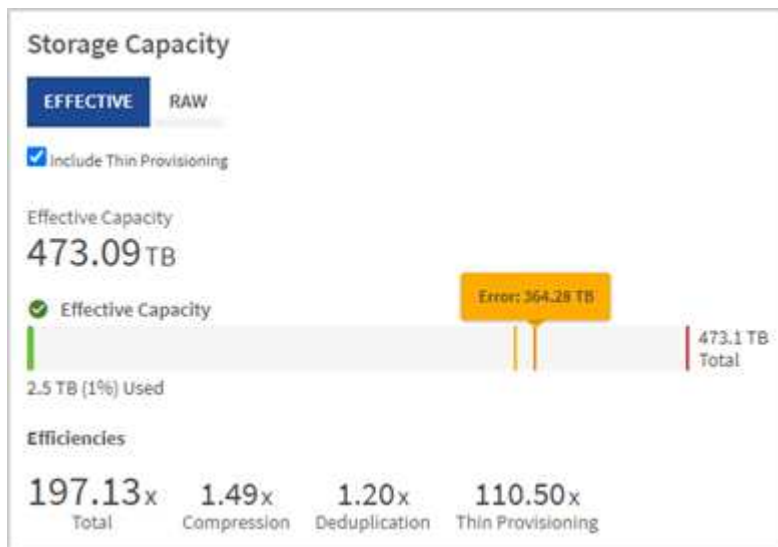 Storage Capacity
EFFECTIVE RAW
Include Thin Provisioning
Effective Capacity
473.09 TB
Error: 364.28 TB
Effective Capacity
473.1 TB
Total
2.5 TB (1%) Used
Efficiencies
197.13x 1.49x 1.20x 110.50x
Total Compression Deduplication Thin Provisioning